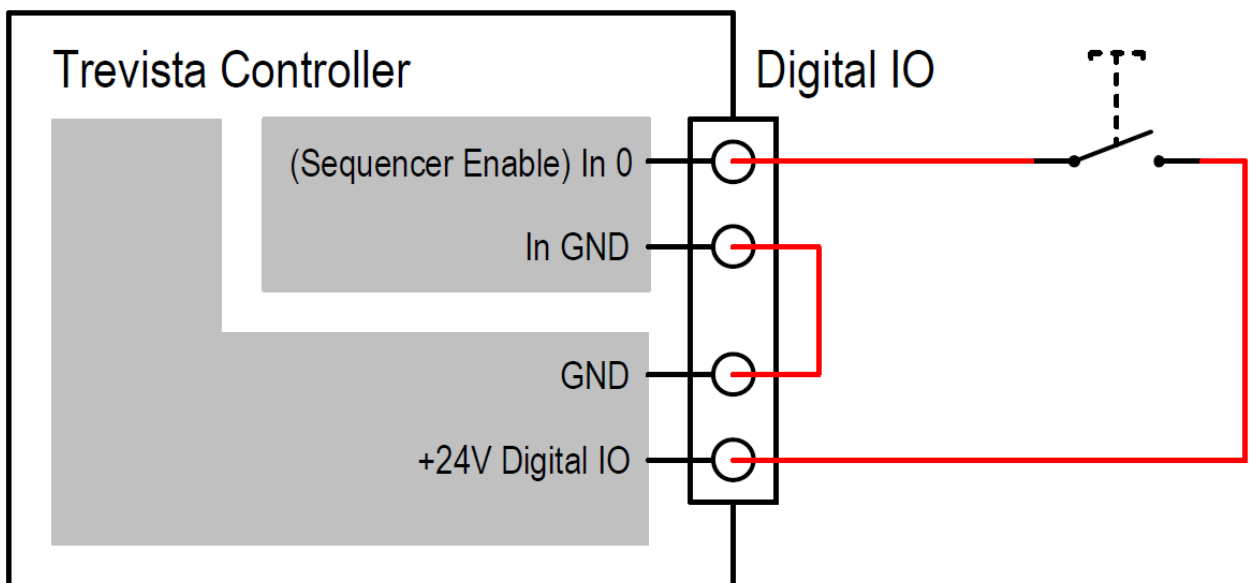 Trevista Controller
Digital IO
(Sequencer Enable) In 0
In GND
GND
+24V Digital IO